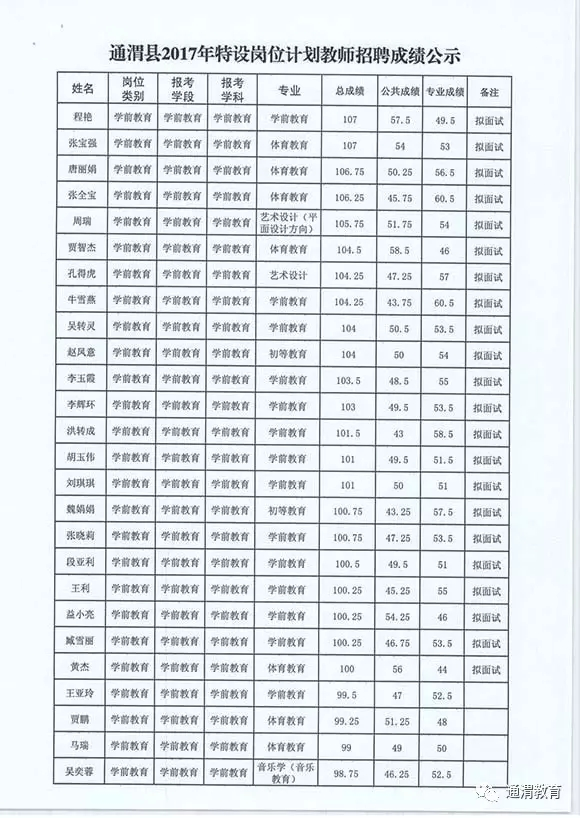 通渭县2017年特设岗位计划教师招聘成绩公示
姓名 岗位类别 报考学段 报考学科 专业 总成绩 公共成绩 专业成绩 备注
程艳 学前教育 学前教育 学前教育 学前教育 107 57.5 49.5 拟面试
张宝强 学前教育 学前教育 学前教育 体育教育 107 54 53 拟面试
唐丽娟 学前教育 学前教育 学前教育 体育教育 106.75 50.25 56.5 拟面试
张全宝 学前教育 学前教育 学前教育 体育教育 106.25 45.75 60.5 拟面试
周瑞 学前教育 学前教育 学前教育 艺术设计（平面设计方向） 105.75 51.75 54 拟面试
贾智杰 学前教育 学前教育 学前教育 体育教育 104.5 58.5 46 拟面试
孔得虎 学前教育 学前教育 学前教育 艺术设计 104.25 47.25 57 拟面试
牛雪燕 学前教育 学前教育 学前教育 学前教育 104.25 43.75 60.5 拟面试
吴转灵 学前教育 学前教育 学前教育 学前教育 104 50.5 53.5 拟面试
赵凤意 学前教育 学前教育 学前教育 初等教育 104 50 54 拟面试
李玉霞 学前教育 学前教育 学前教育 学前教育 103.5 48.5 55 拟面试
李辉环 学前教育 学前教育 学前教育 学前教育 103 49.5 53.5 拟面试
洪转成 学前教育 学前教育 学前教育 学前教育 101.5 43 58.5 拟面试
胡玉伟 学前教育 学前教育 学前教育 学前教育 101 49.5 51.5 拟面试
刘琪琪 学前教育 学前教育 学前教育 学前教育 101 50 51 拟面试
魏娟娟 学前教育 学前教育 学前教育 初等教育 100.75 43.25 57.5 拟面试
张晓莉 学前教育 学前教育 学前教育 学前教育 100.75 47.25 53.5 拟面试
段亚利 学前教育 学前教育 学前教育 学前教育 100.5 49.5 51 拟面试
王利 学前教育 学前教育 学前教育 学前教育 100.25 45.25 55 拟面试
益小亮 学前教育 学前教育 学前教育 学前教育 100.25 54.25 46 拟面试
臧雪丽 学前教育 学前教育 学前教育 学前教育 100.25 46.75 53.5 拟面试
黄杰 学前教育 学前教育 学前教育 体育教育 100 56 44 拟面试
王亚玲 学前教育 学前教育 学前教育 学前教育 99.5 47 52.5
贾鹏 学前教育 学前教育 学前教育 体育教育 99.25 51.25 48
马瑞 学前教育 学前教育 学前教育 体育教育 99 49 50
吴奕蓉 学前教育 学前教育 学前教育 音乐学（音乐教育） 98.75 46.25 52.5
通渭教育